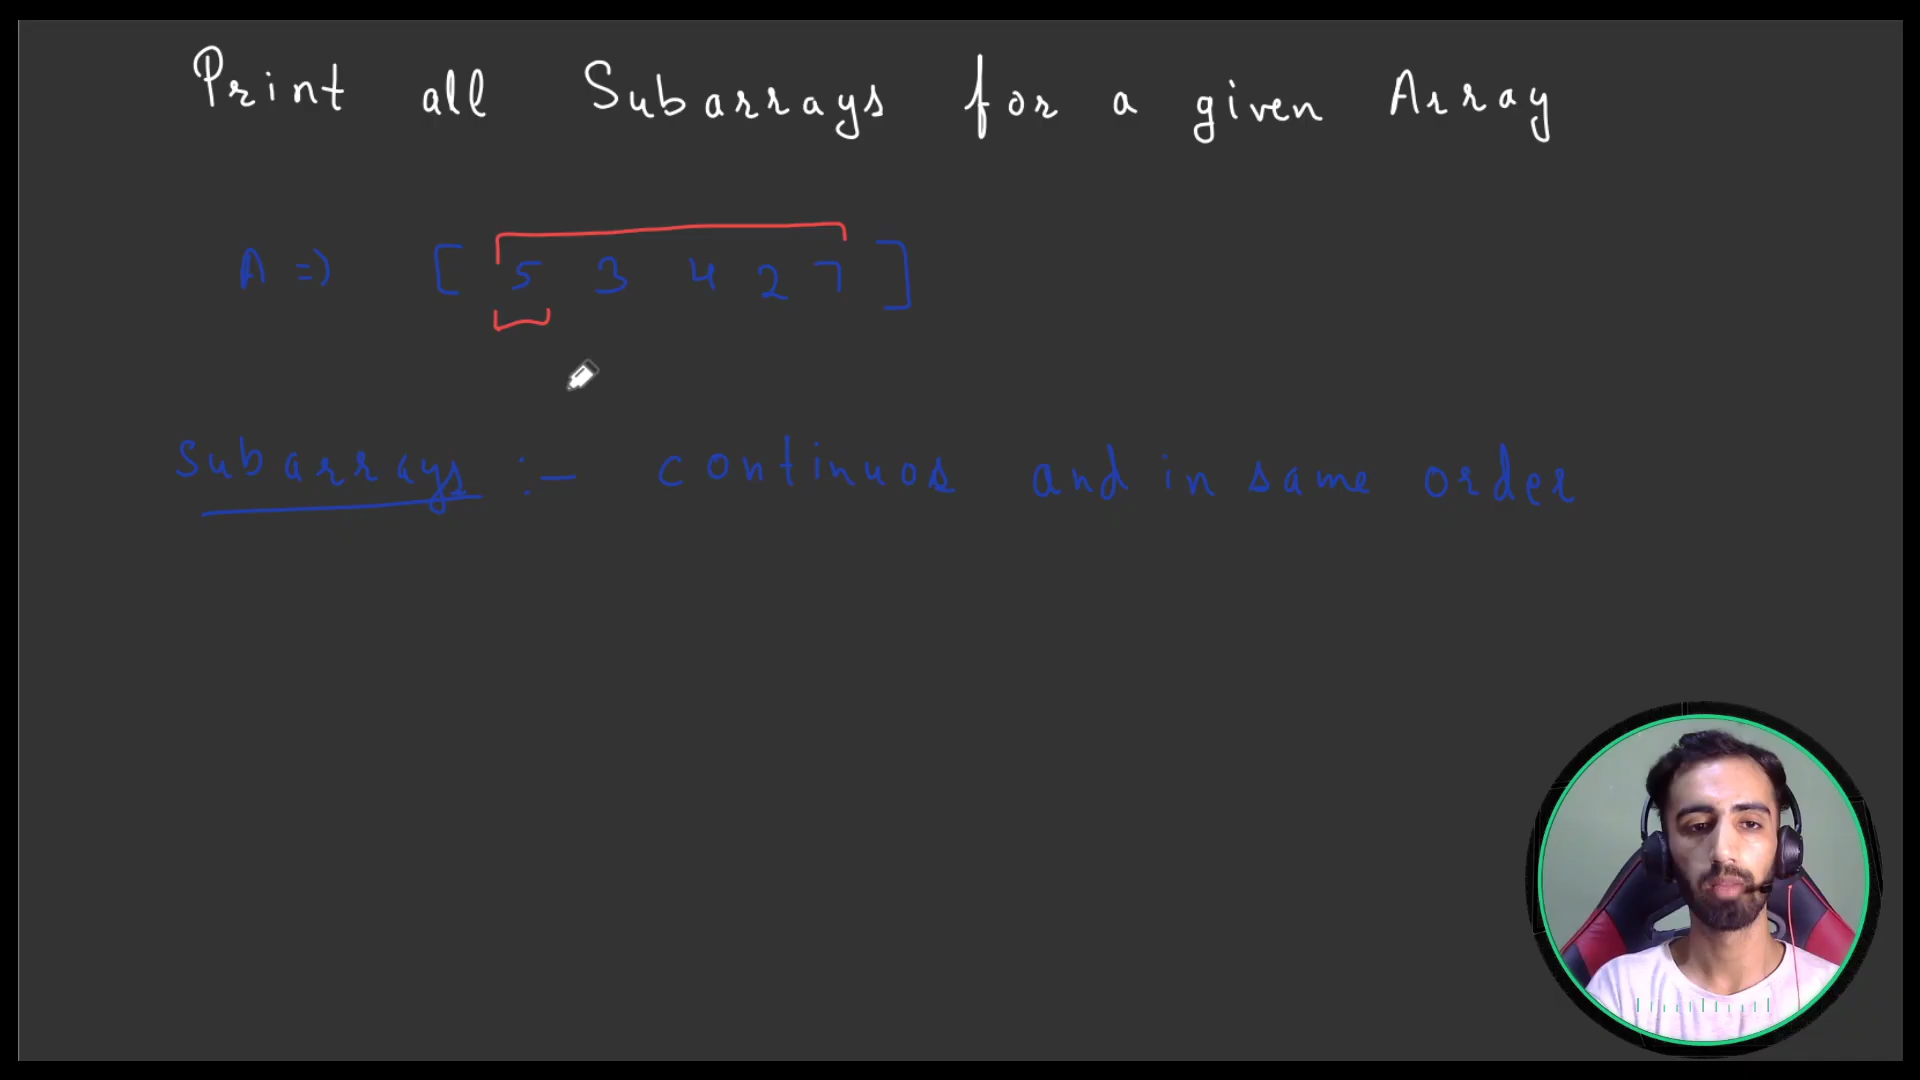 Print all Subarrays for a given Array
A => [ 5 3 4 2 7 ]
Subarrays :- continuos and in same order